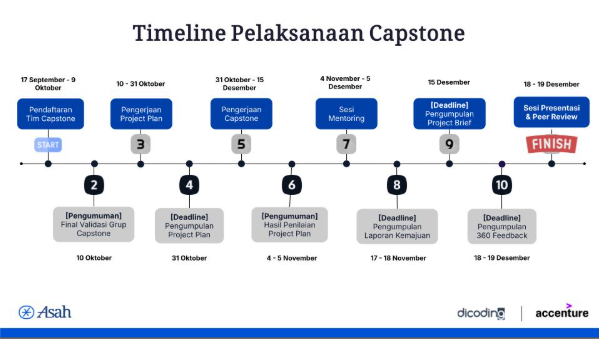 Timeline Pelaksanaan Capstone
17 September - 9
Oktober
10 - 31 Oktober
31 Oktober - 15
Desember
4 November - 5
Desember
15 Desember
18 - 19 Desember
Pendaftaran
Tim Capstone
Pengerjaan
Project Plan
Pengerjaan
Capstone
Sesi
Mentoring
[Deadline]
Pengumpulan
Project Brief
Sesi Presentasi
& Peer Review
START
3
5
7
9
FINISH
2
4
6
8
10
[Pengumuman]
Final Validasi Grup
Capstone
[Deadline]
Pengumpulan
Project Plan
[Pengumuman]
Hasil Penilaian
Project Plan
[Deadline]
Pengumpulan
Laporan Kemajuan
[Deadline]
Pengumpulan
360 Feedback
10 Oktober
31 Oktober
4 - 5 November
17 - 18 November
18 - 19 Desember
Asah
dicoding
accenture